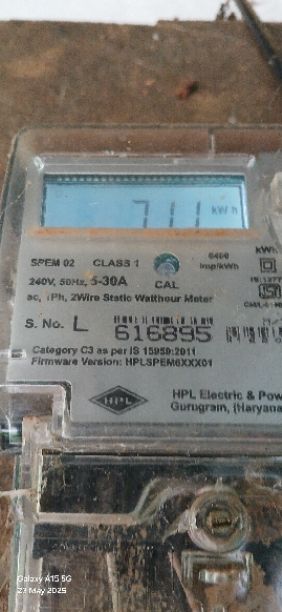 kWh
SPEM 02 CLASS 1
6400 imp/kWh
kWh
240V, 50Hz, 5-30A CAL
ac, 1Ph, 2Wire Static Watthour Meter
S. No. L 616895
Category C3 as per IS 15959:2011
Firmware Version: HPLSPEM6XXX01
HPL
HPL Electric & Pow
Gurugram, (Haryana
Galaxy A15 5G
27 May 2025